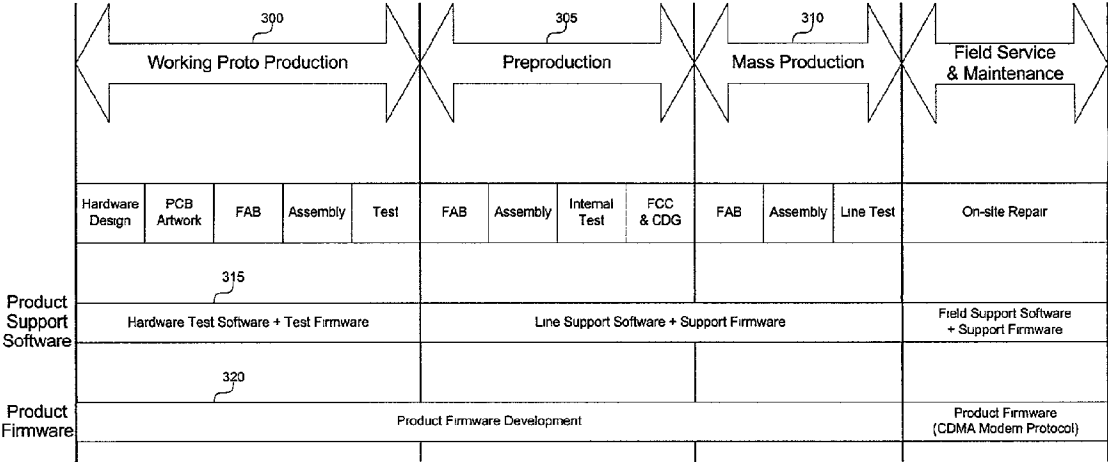 300
305
310
Working Proto Production
Preproduction
Mass Production
Field Service
& Maintenance
Hardware
Design
PCB
Artwork
FAB
Assembly
Test
FAB
Assembly
Internal
Test
FCC
& CDG
FAB
Assembly
Line Test
On-site Repair
315
Product
Support
Software
Hardware Test Software + Test Firmware
Line Support Software + Support Firmware
Field Support Software
+ Support Firmware
320
Product
Firmware
Product Firmware Development
Product Firmware
(CDMA Modem Protocol)